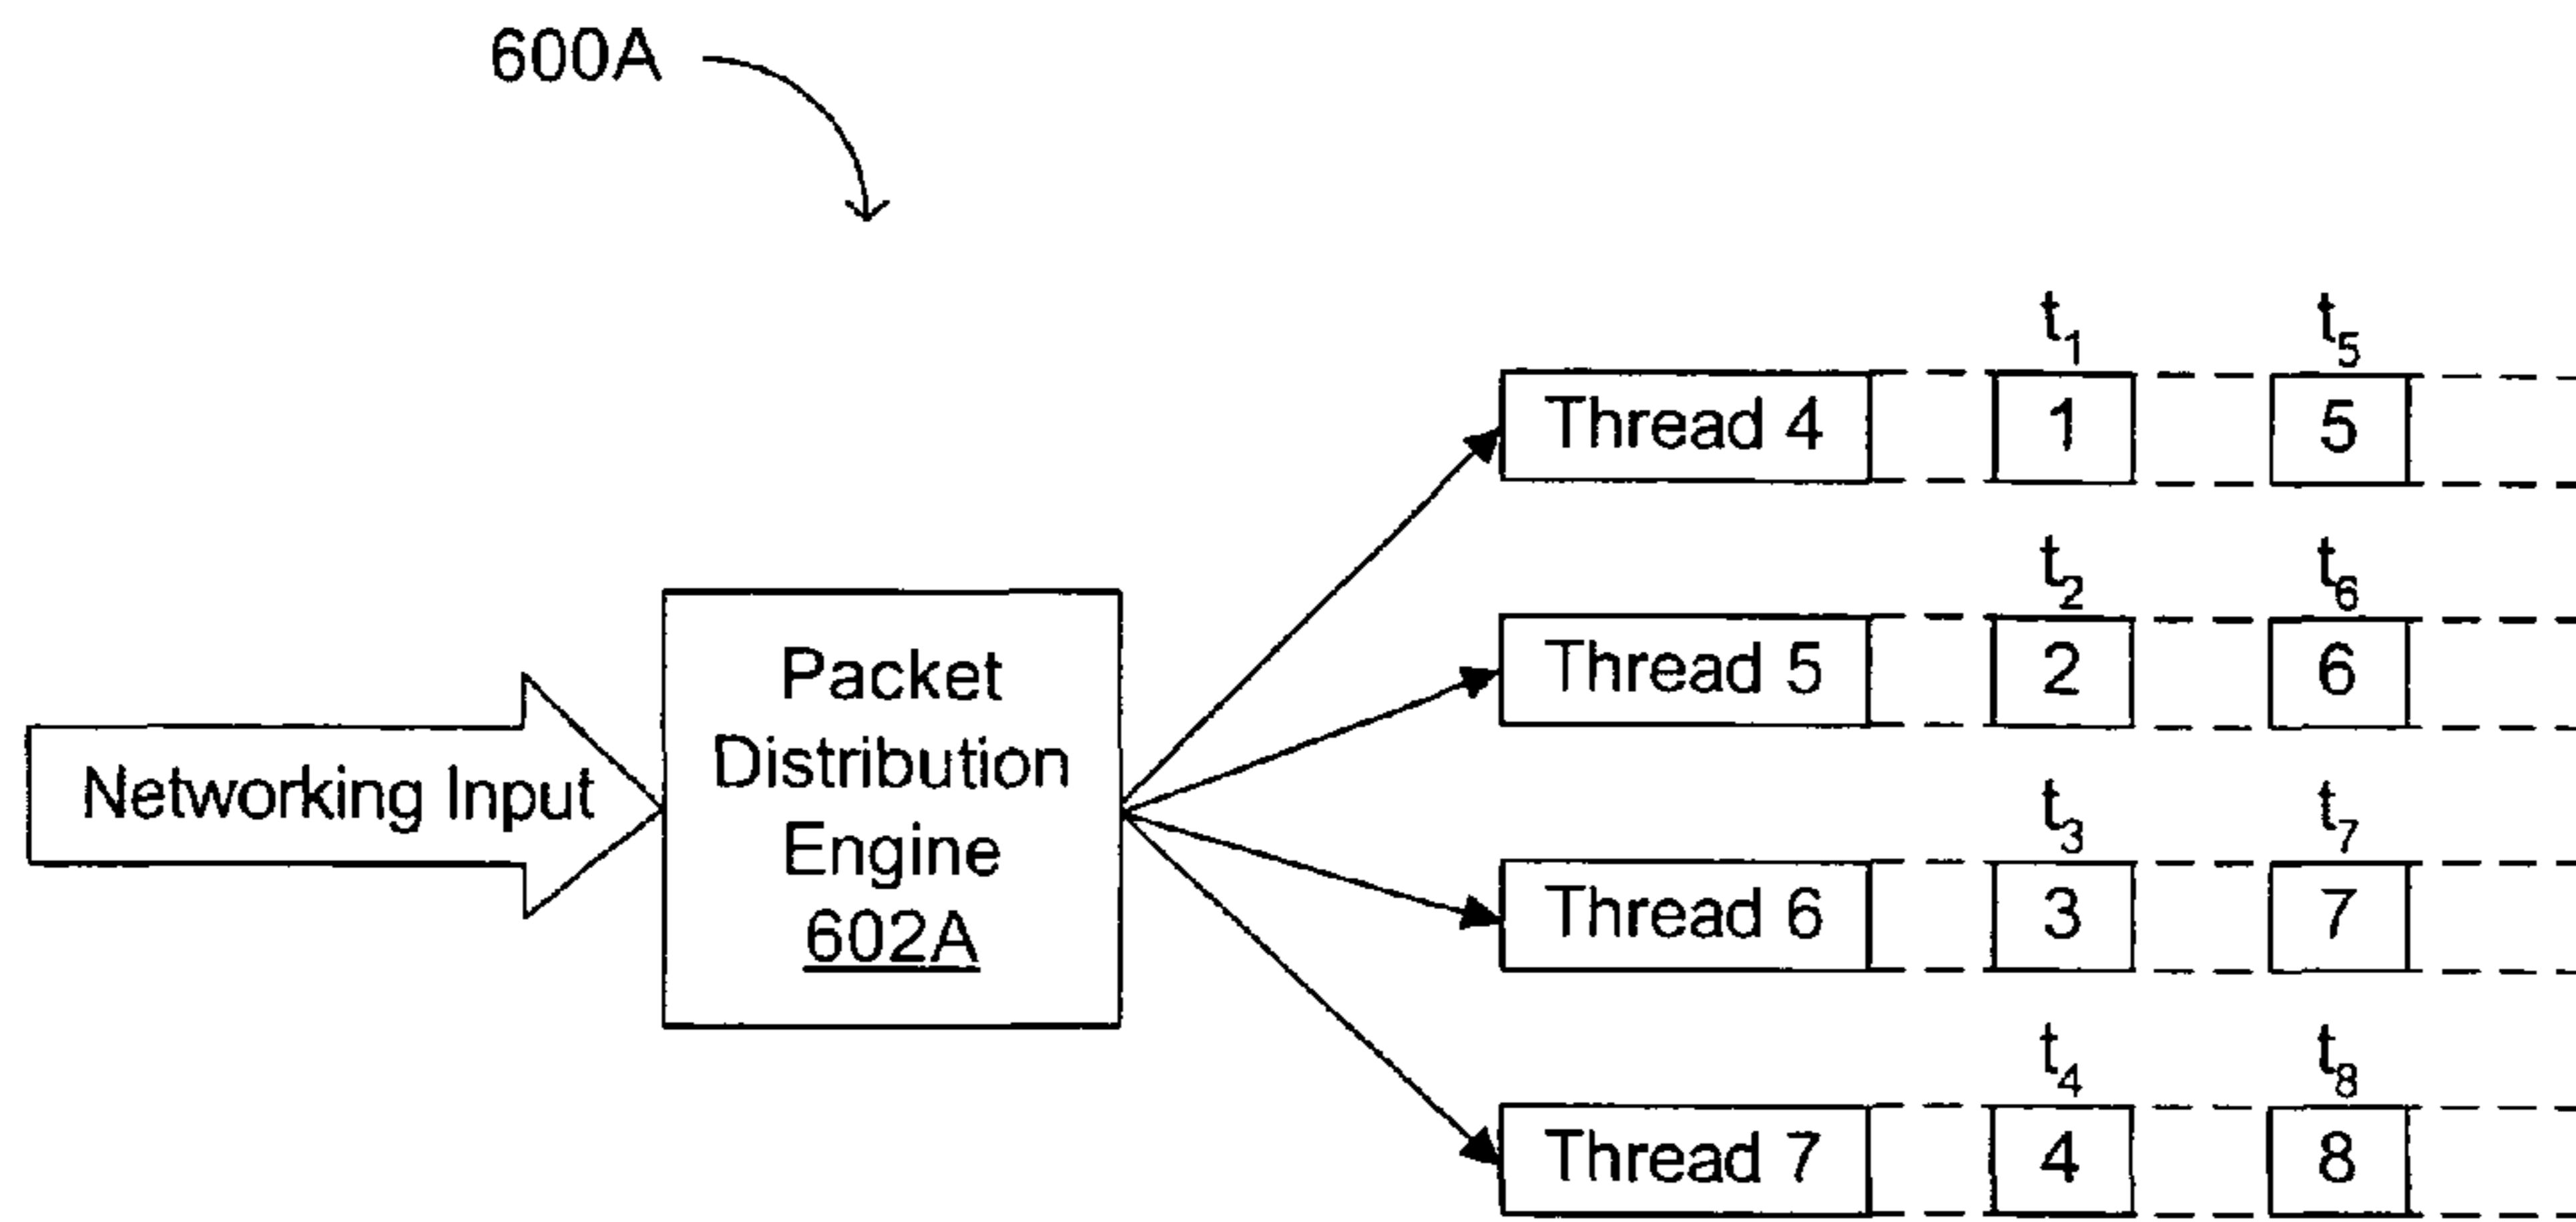 600A
Networking Input
Packet
Distribution
Engine
602A
t1 t5
Thread 4 1 5
t2 t6
Thread 5 2 6
t3 t7
Thread 6 3 7
t4 t8
Thread 7 4 8